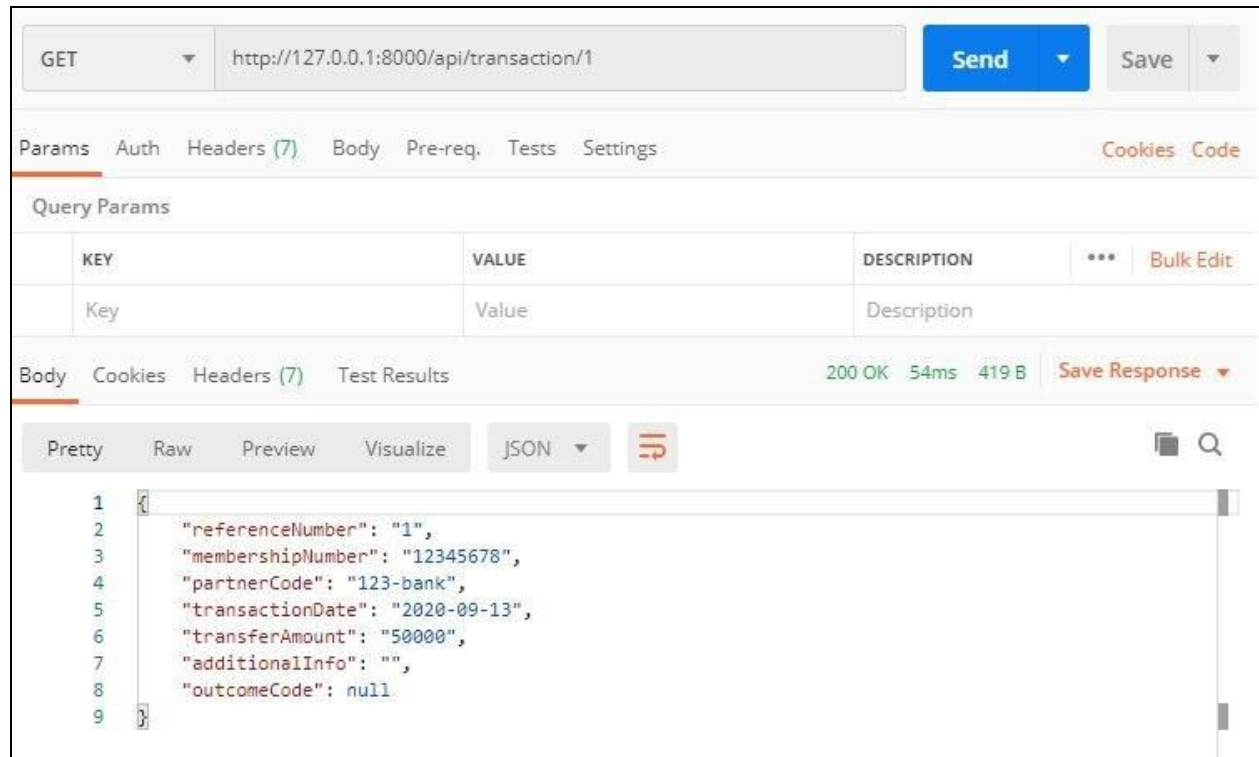 GET http://127.0.0.1:8000/api/transaction/1 Send Save
Params Auth Headers (7) Body Pre-req. Tests Settings Cookies Code
Query Params
KEY VALUE DESCRIPTION ••• Bulk Edit
Key Value Description
Body Cookies Headers (7) Test Results 200 OK 54ms 419 B Save Response
Pretty Raw Preview Visualize JSON
1 {
2 "referenceNumber": "1",
3 "membershipNumber": "12345678",
4 "partnerCode": "123-bank",
5 "transactionDate": "2020-09-13",
6 "transferAmount": "50000",
7 "additionalInfo": "",
8 "outcomeCode": null
9 }